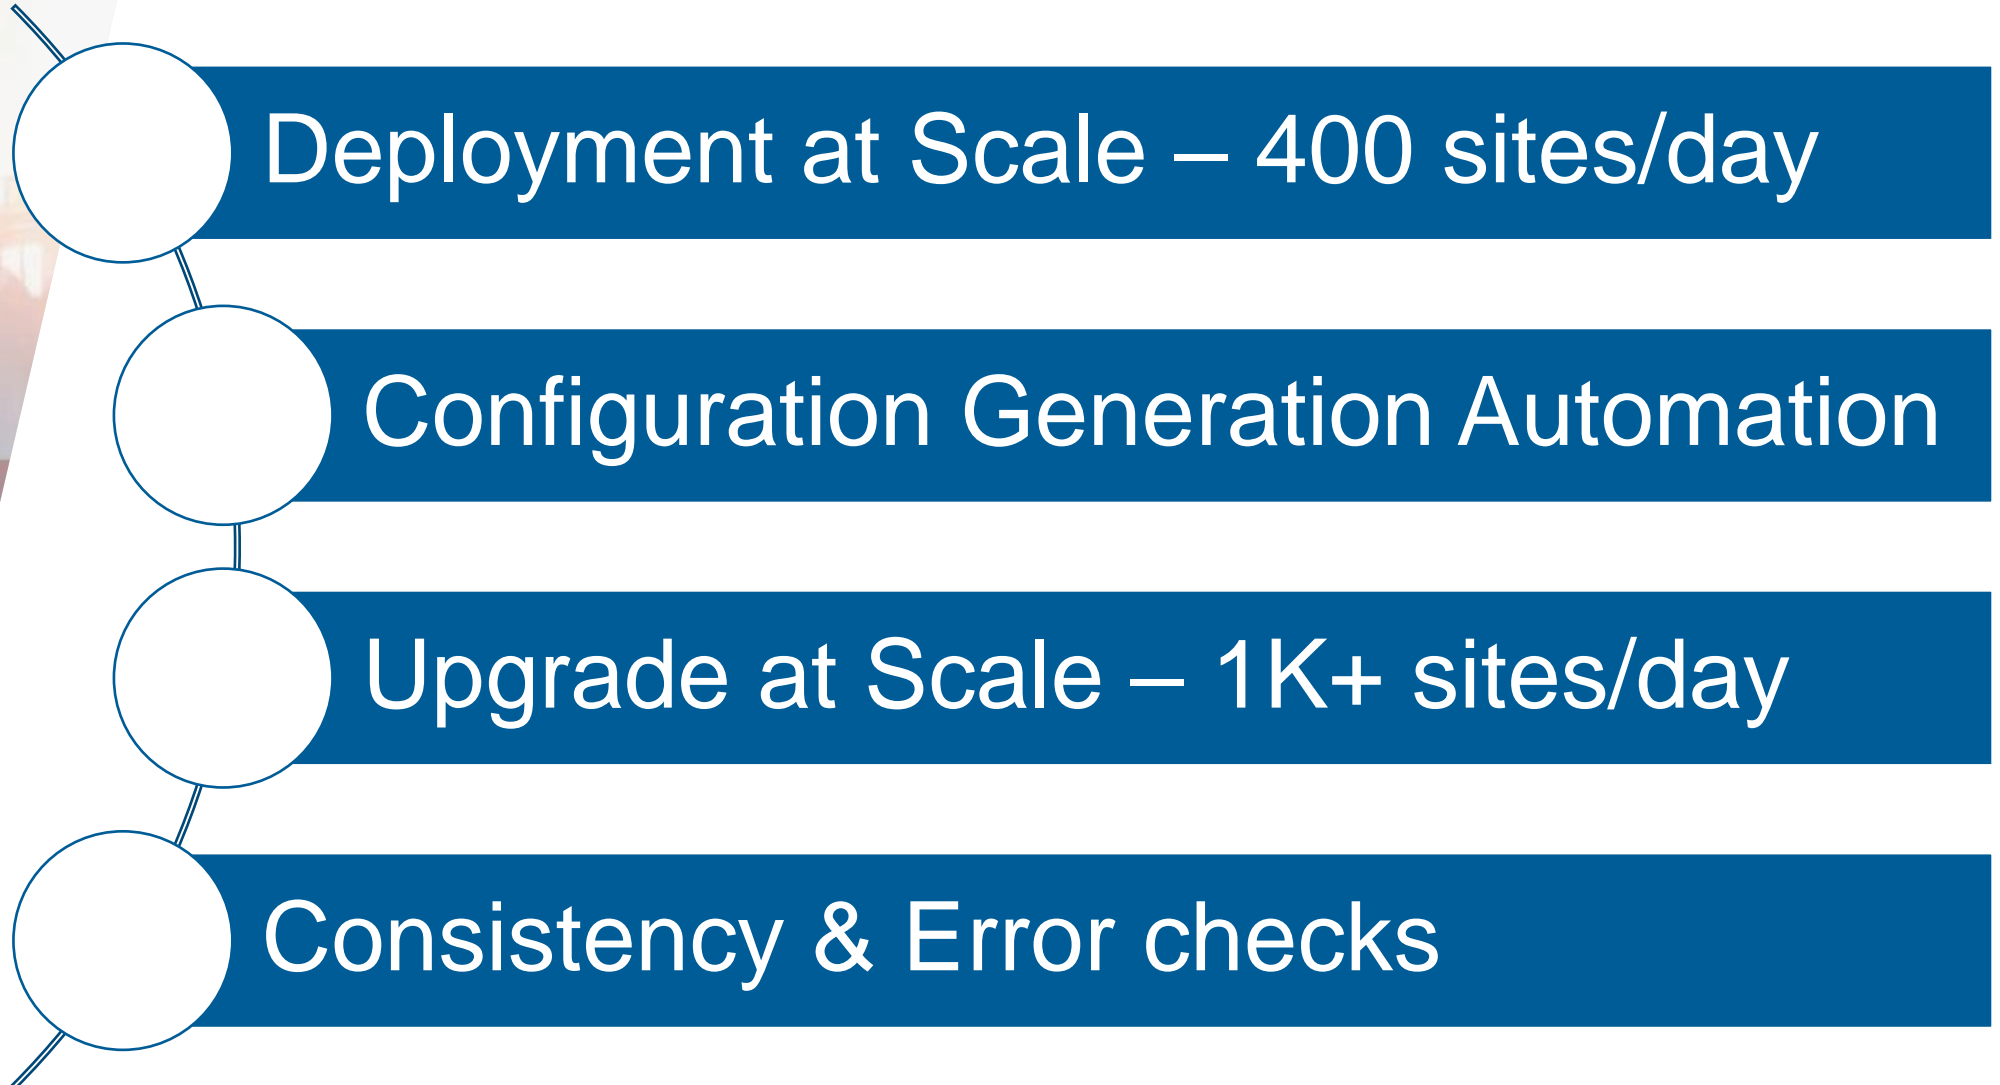 Deployment at Scale – 400 sites/day
Configuration Generation Automation
Upgrade at Scale – 1K+ sites/day
Consistency & Error checks